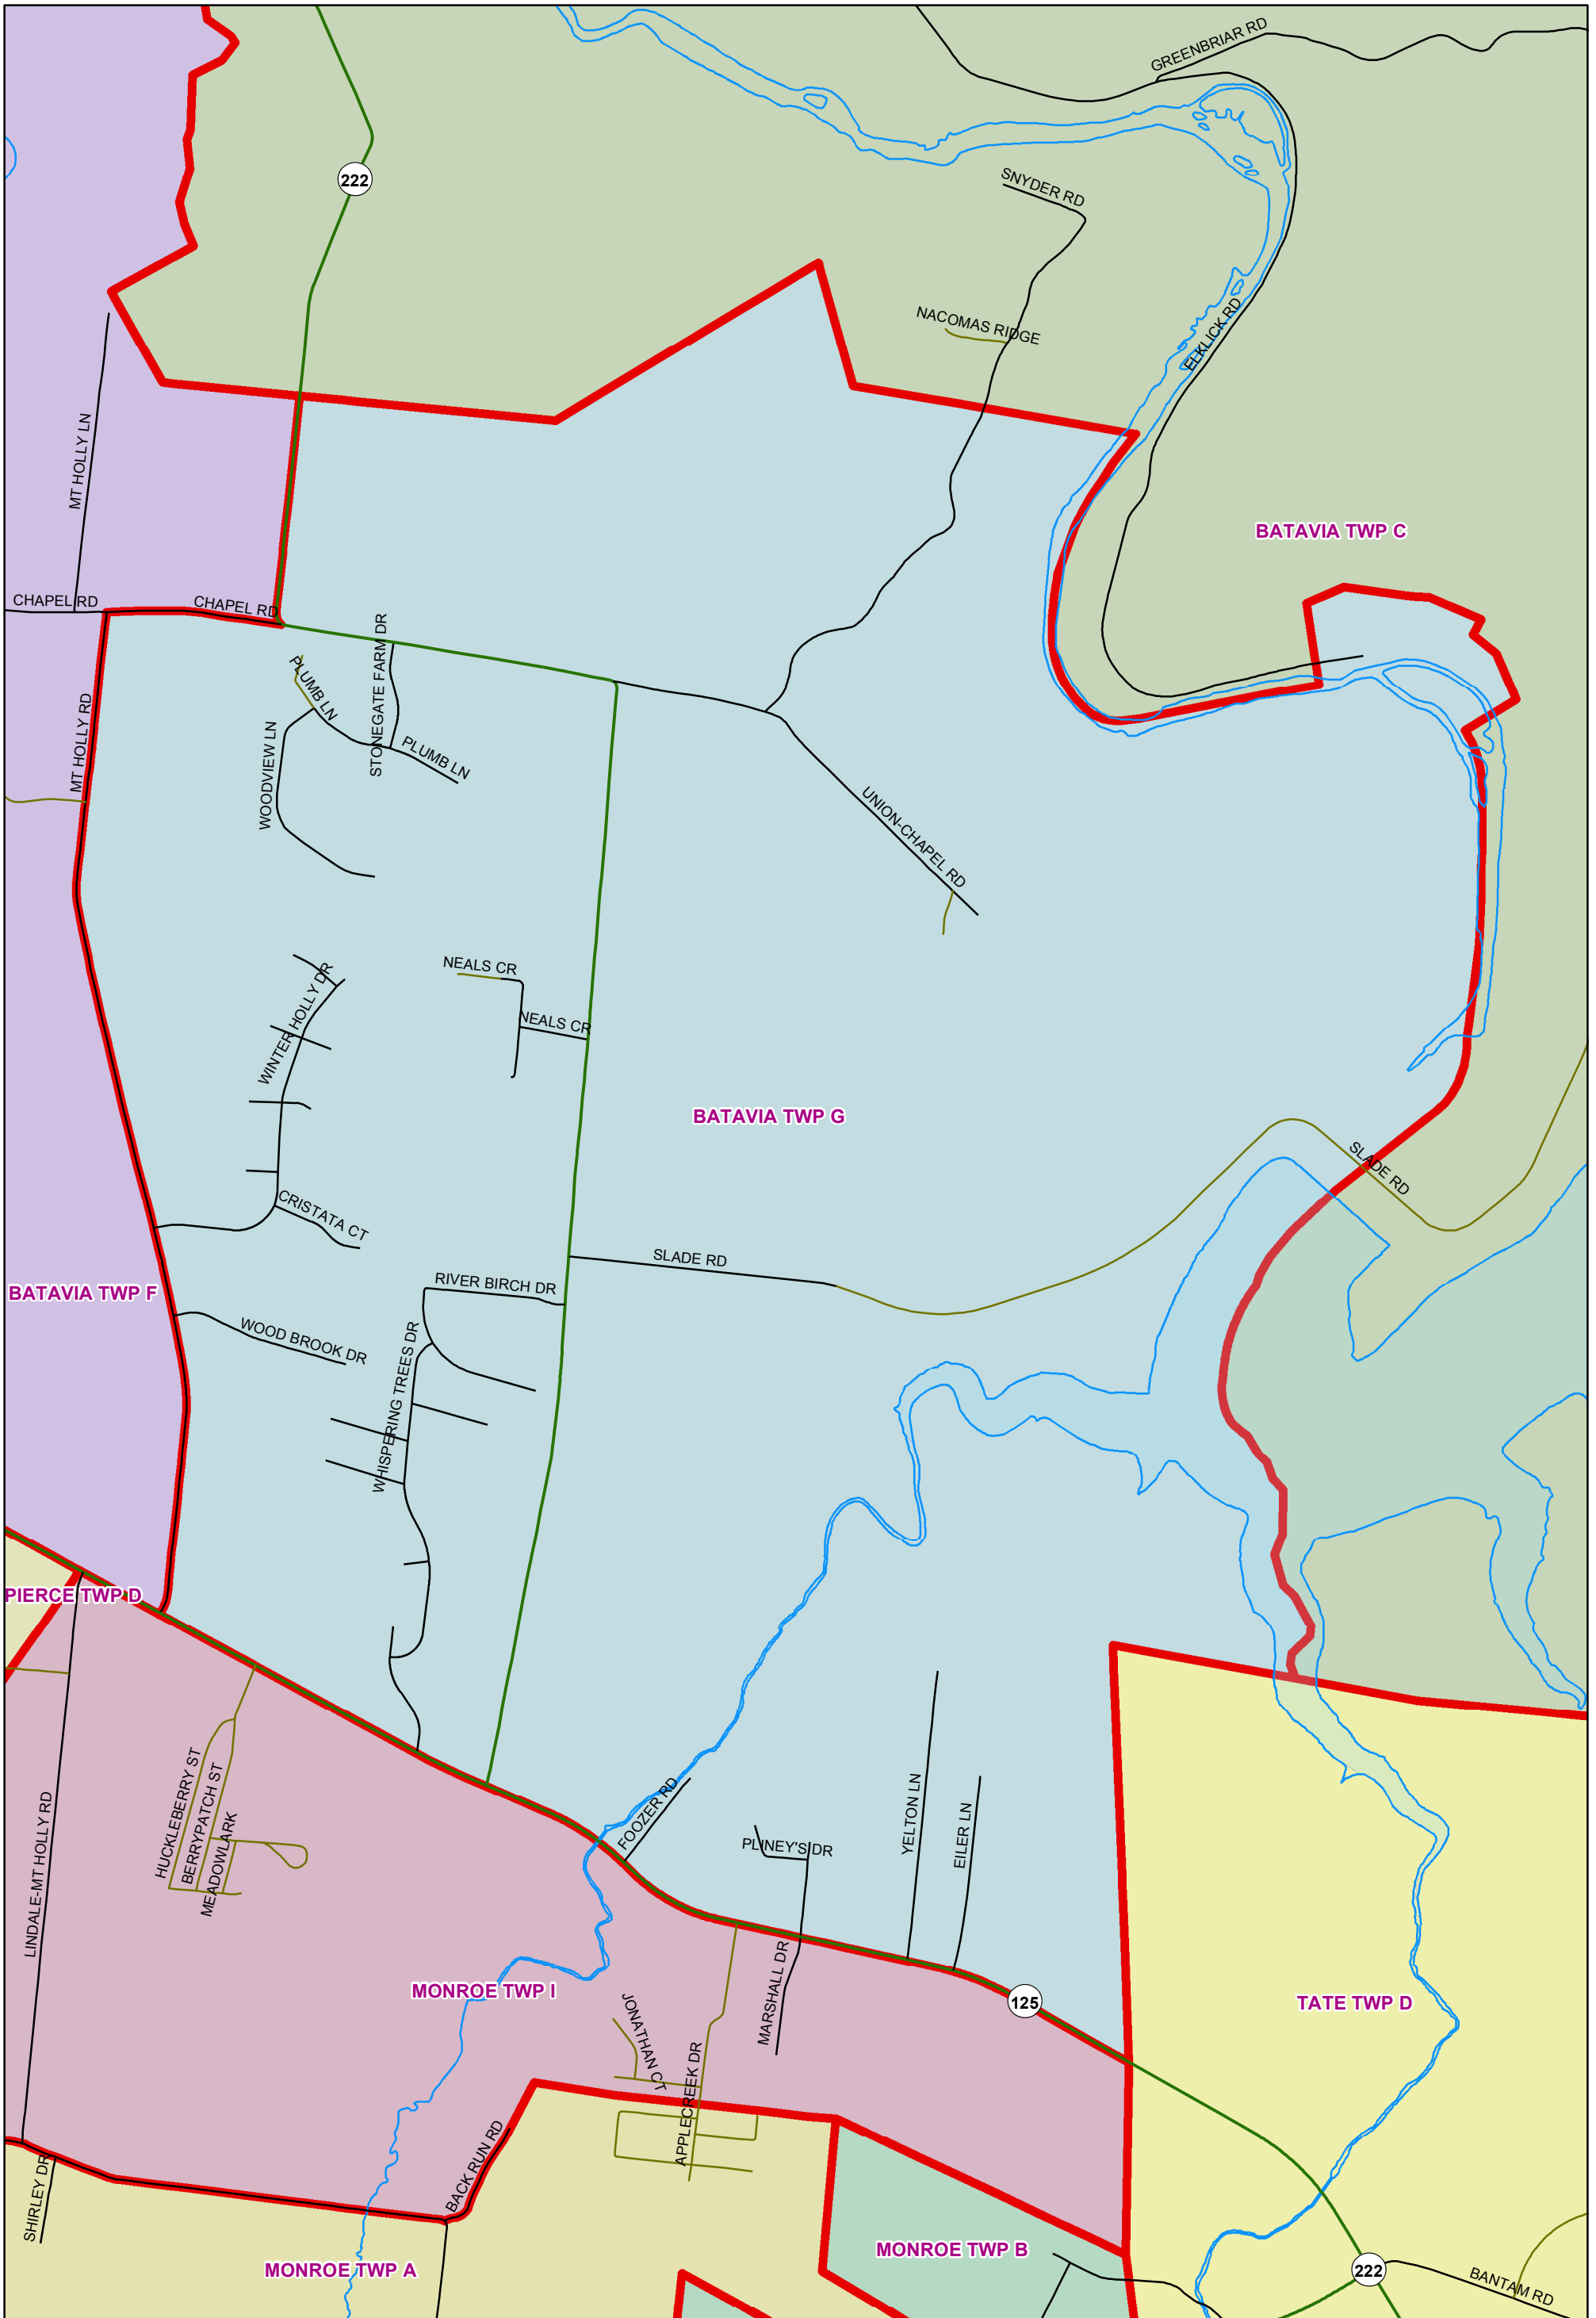 GREENBRIAR RD
222
SNYDER RD
NACOMAS RIDGE
ELKLICK RD
MT HOLLY LN
BATAVIA TWP C
CHAPEL RD
CHAPEL RD
STONEGATE FARM DR
PLUMB LN
MT HOLLY RD
WOODVIEW LN
PLUMB LN
UNION-CHAPEL RD
NEALS CR
WINTER HOLLY DR
NEALS CR
BATAVIA TWP G
SLADE RD
CRISTATA CT
SLADE RD
BATAVIA TWP F
RIVER BIRCH DR
WOOD BROOK DR
WHISPERING TREES DR
PIERCE TWP D
HUCKLEBERRY ST
BERRYPATCH ST
MEADOWLARK
LINDALE-MT HOLLY RD
FOOZER RD
PLINEY'S DR
YELTON LN
EILER LN
MONROE TWP I
MARSHALL DR
125
TATE TWP D
JONATHAN CT
APPLECREEK DR
BACK RUN RD
SHIRLEY DR
MONROE TWP B
MONROE TWP A
222
BANTAM RD